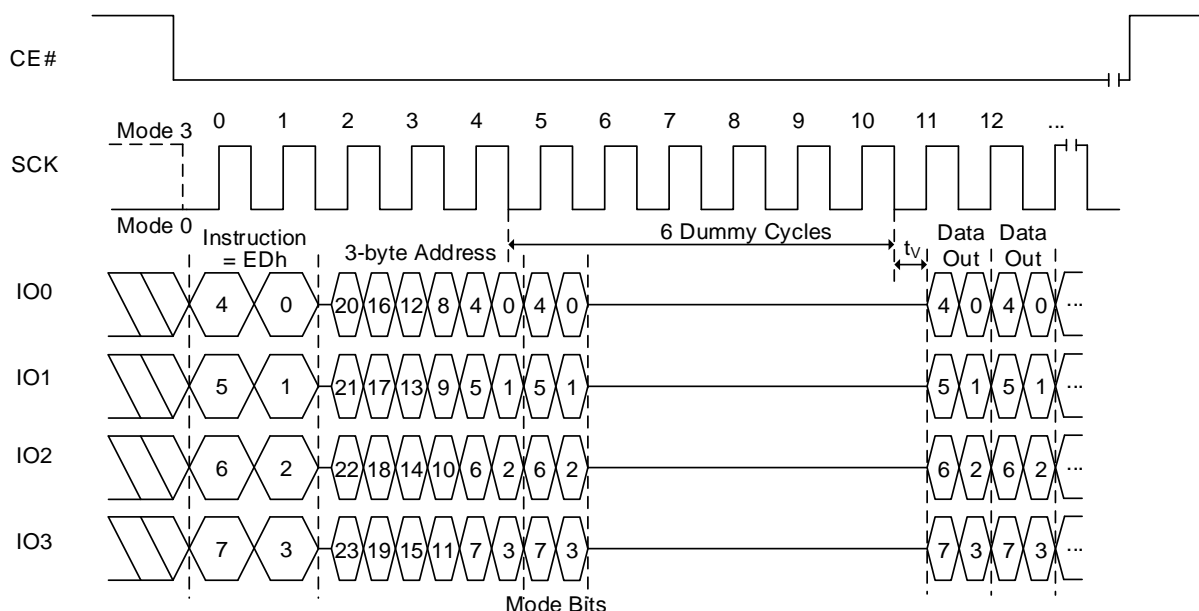 CE#
0 1 2 3 4 5 6 7 8 9 10 11 12 ...
Mode 3
SCK
Mode 0
Instruction
= EDh
3-byte Address
6 Dummy Cycles
tV
Data
Out
Data
Out
IO0 4 0 20 16 12 8 4 0 4 0 4 0 4 0 ...
IO1 5 1 21 17 13 9 5 1 5 1 5 1 5 1 ...
IO2 6 2 22 18 14 10 6 2 6 2 6 2 6 2 ...
IO3 7 3 23 19 15 11 7 3 7 3 7 3 7 3 ...
Mode Bits